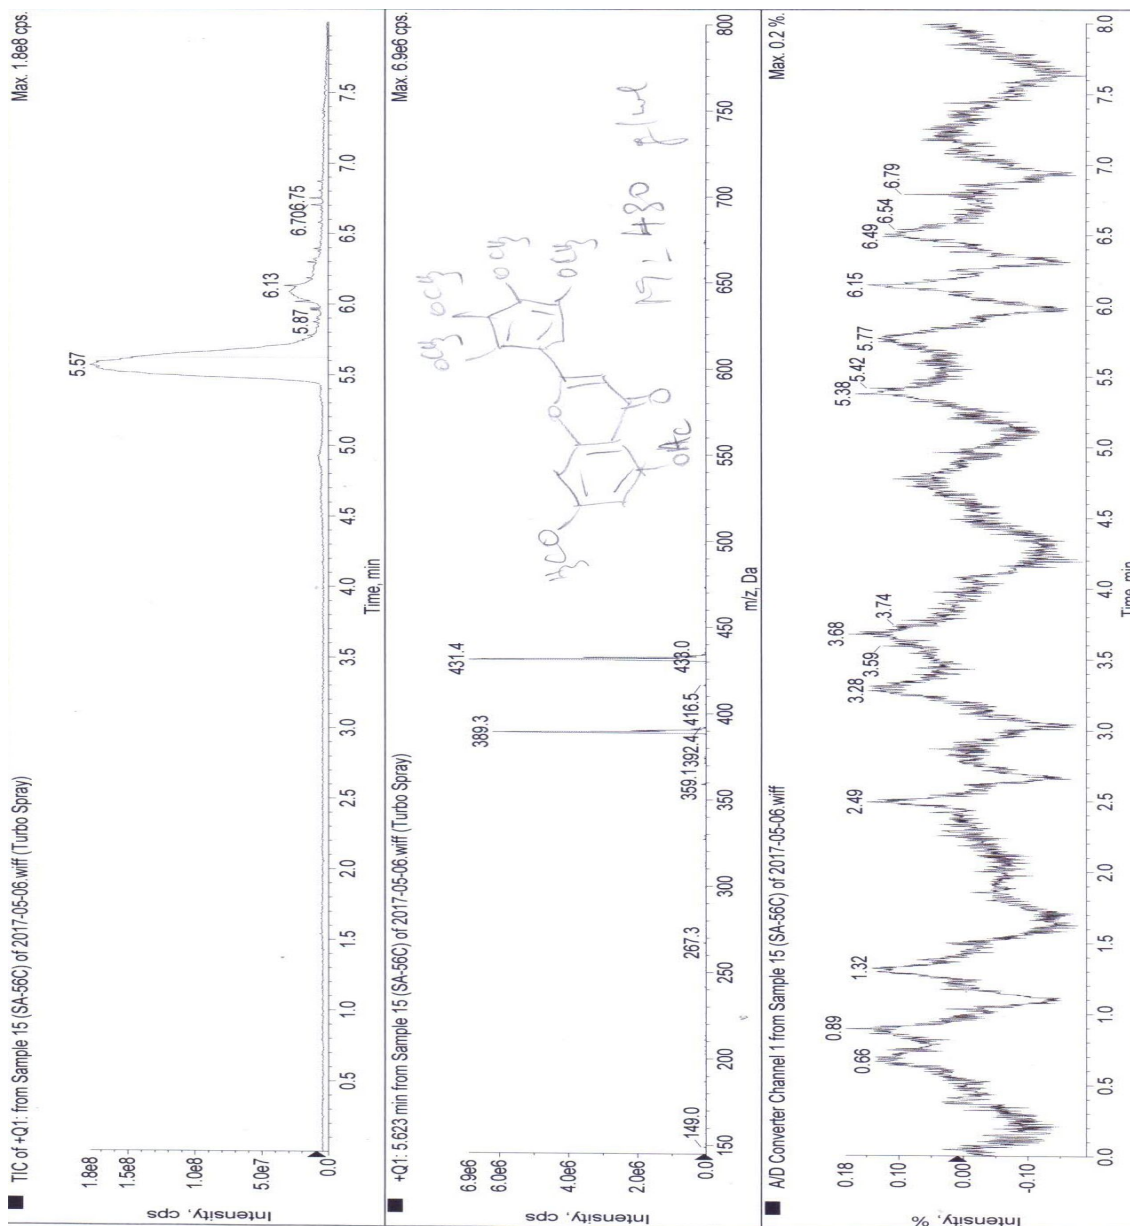 TIC of +Q1: from Sample 15 (SA-56C) of 2017-05-06.wiff (Turbo Spray)
Max. 1.8e8 cps.
Intensity, cps
1.8e8
1.0e8
5.0e7
0.0
5.57
5.87
6.13
6.70
6.75
0.5 1.0 1.5 2.0 2.5 3.0 3.5 4.0 4.5 5.0 5.5 6.0 6.5 7.0 7.5
Time, min
+Q1: 5.623 min from Sample 15 (SA-56C) of 2017-05-06.wiff (Turbo Spray)
Max. 6.9e6 cps.
Intensity, cps
6.9e6
6.0e6
4.0e6
2.0e6
0.0
149.0
267.3
359.1
389.3
392.4
416.5
431.4
433.0
OCH3
OCH3
OCH3
OCH3
H3CO
O
O
OAc
430 g/mol
150 200 250 300 350 400 450 500 550 600 650 700 750 800
m/z, Da
A/D Converter Channel 1 from Sample 15 (SA-56C) of 2017-05-06.wiff
Max. 0.2 %.
Intensity, %
0.18
0.10
0.00
-0.10
0.66
0.89
1.32
2.49
3.28
3.59
3.68
3.74
5.38
5.42
5.77
6.15
6.49
6.54
6.79
0.0 0.5 1.0 1.5 2.0 2.5 3.0 3.5 4.0 4.5 5.0 5.5 6.0 6.5 7.0 7.5 8.0
Time, min